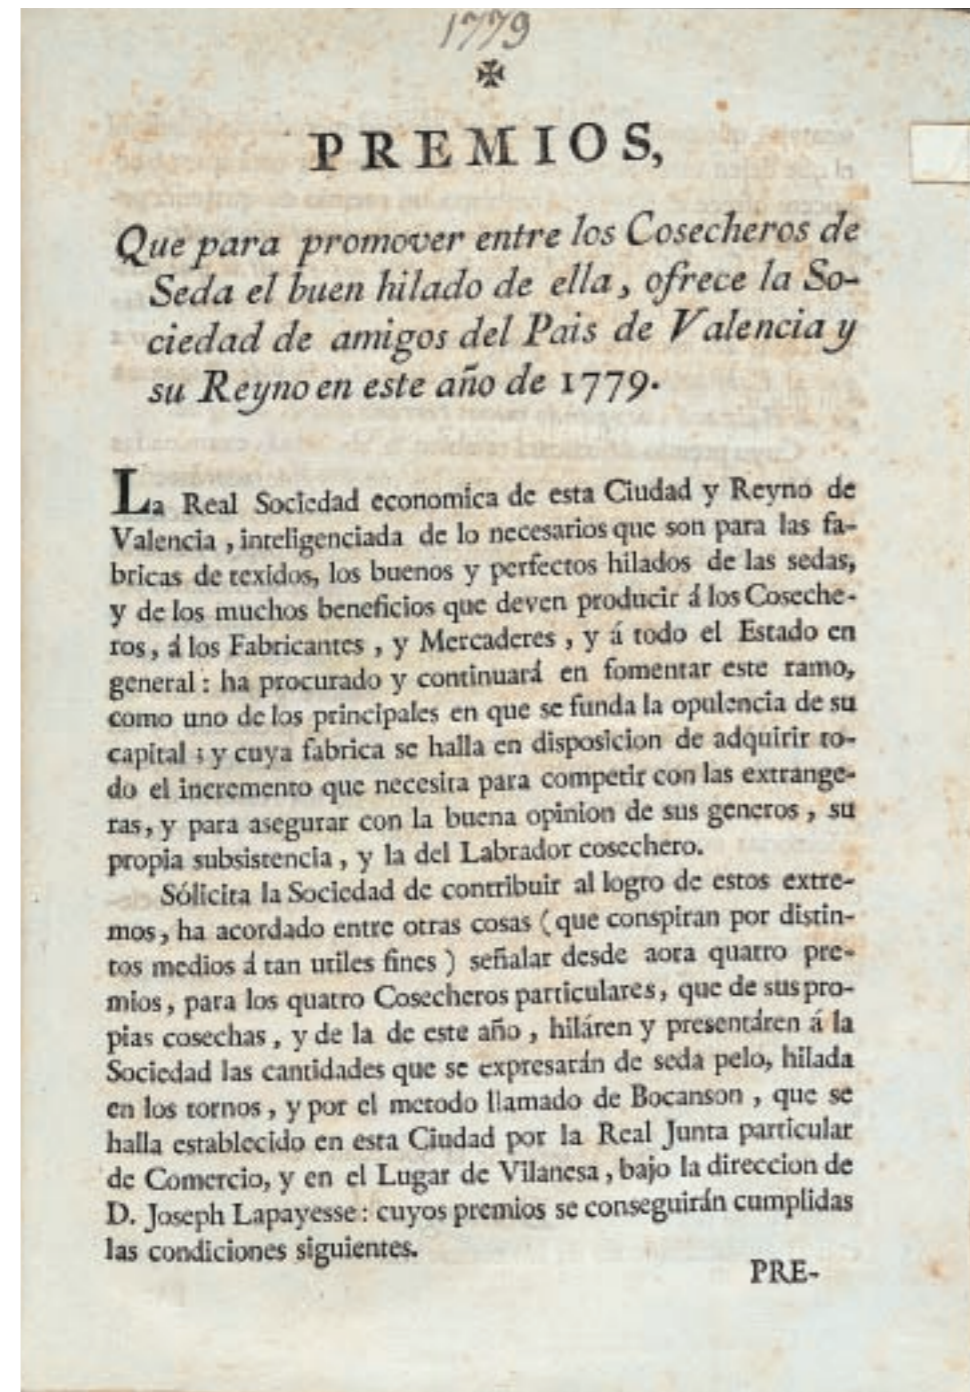 1779
✠
PREMIOS,
Que para promover entre los Cosecheros de
Seda el buen hilado de ella, ofrece la So-
ciedad de amigos del Pais de Valencia y
su Reyno en este año de 1779.
La Real Sociedad economica de esta Ciudad y Reyno de
Valencia, inteligenciada de lo necesarios que son para las fa-
bricas de texidos, los buenos y perfectos hilados de las sedas,
y de los muchos beneficios que deven producir á los Coseche-
ros, á los Fabricantes, y Mercaderes, y á todo el Estado en
general: ha procurado y continuará en fomentar este ramo,
como uno de los principales en que se funda la opulencia de su
capital; y cuya fabrica se halla en disposicion de adquirir to-
do el incremento que necesita para competir con las extrange-
ras, y para asegurar con la buena opinion de sus generos, su
propia subsistencia, y la del Labrador cosechero.
Sólicita la Sociedad de contribuir al logro de estos extre-
mos, ha acordado entre otras cosas (que conspiran por distin-
tos medios á tan utiles fines) señalar desde aora quatro pre-
mios, para los quatro Cosecheros particulares, que de sus pro-
pias cosechas, y de la de este año, hiláren y presentáren á la
Sociedad las cantidades que se expresarán de seda pelo, hilada
en los tornos, y por el metodo llamado de Bocanson, que se
halla establecido en esta Ciudad por la Real Junta particular
de Comercio, y en el Lugar de Vilanesa, bajo la direccion de
D. Joseph Lapayesse: cuyos premios se conseguirán cumplidas
las condiciones siguientes.
PRE-